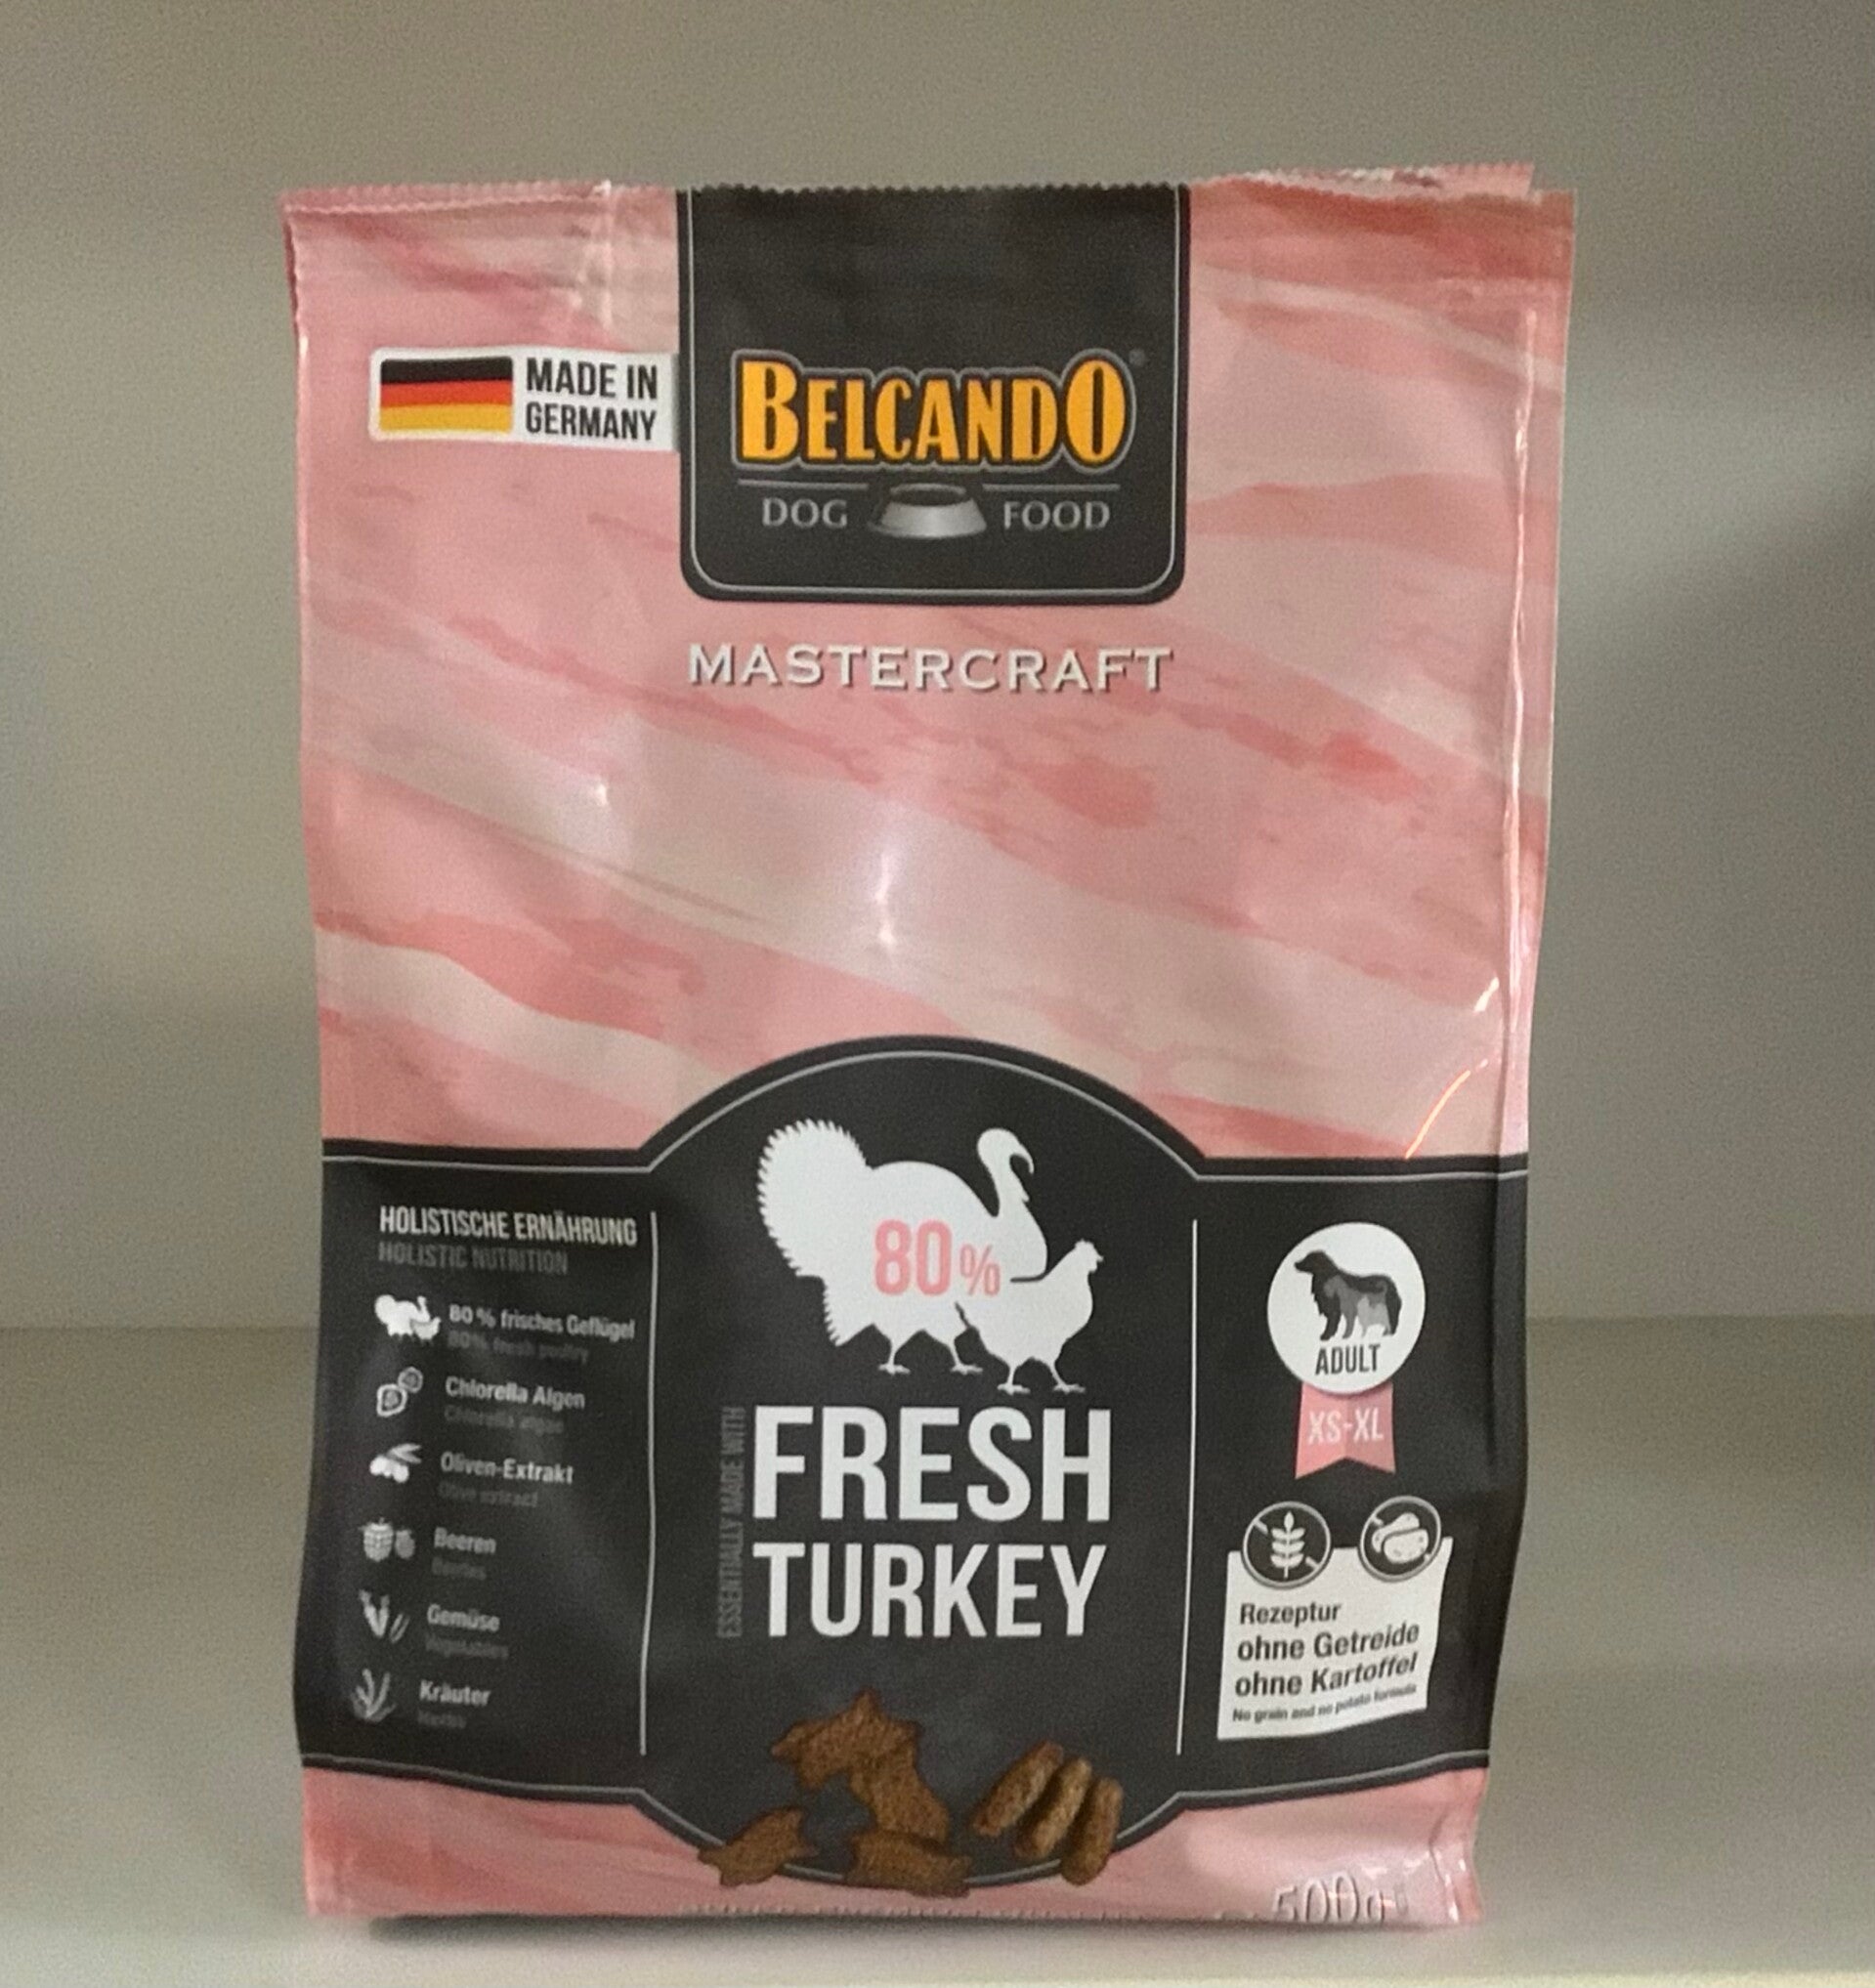 MADE IN
GERMANY
BELCANDO®
DOG FOOD
MASTERCRAFT
HOLISTISCHE ERNÄHRUNG
HOLISTIC NUTRITION
80 % frisches Geflügel
80 % fresh poultry
Chlorella Algen
Chlorella algae
Oliven-Extrakt
Olive extract
Beeren
Berries
Gemüse
Vegetables
Kräuter
Herbs
80%
ESSENTIALLY MADE WITH
FRESH
TURKEY
ADULT
XS-XL
Rezeptur
ohne Getreide
ohne Kartoffel
No grain and no potato formula
500g